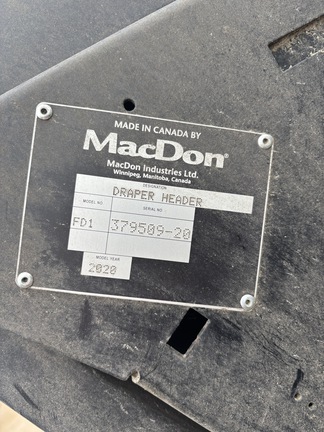 MADE IN CANADA BY
MacDon®
MacDon Industries Ltd.
Winnipeg, Manitoba, Canada
DESIGNATION
DRAPER HEADER
MODEL NO. SERIAL NO.
FD1 379509-20
MODEL YEAR
2020